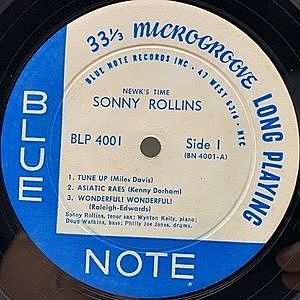 33⅓ MICROGROOVE LONG PLAYING
BLUE NOTE RECORDS INC · 47 WEST 63rd · NYC
NEWK'S TIME
SONNY ROLLINS
BLP 4001
Side 1
(BN 4001-A)
1. TUNE UP (Miles Davis)
2. ASIATIC RAES (Kenny Dorham)
3. WONDERFUL! WONDERFUL!
(Raleigh-Edwards)
Sonny Rollins, tenor sax; Wynton Kelly, piano;
Doug Watkins, bass; Philly Joe Jones, drums.
BLUE
NOTE